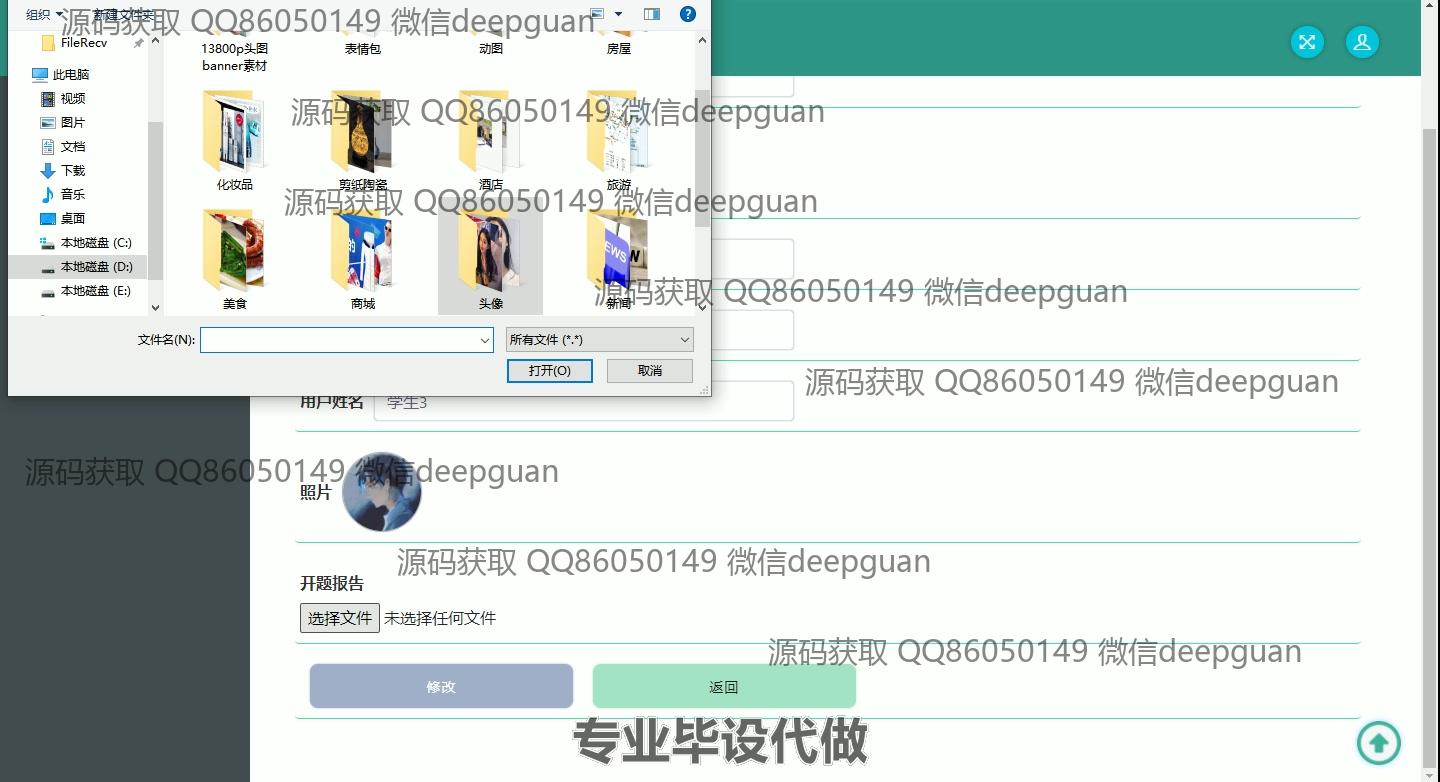 组织 新建文件夹
源码获取 QQ86050149 微信deepguan
FileRecv
此电脑
视频
图片
文档
下载
音乐
桌面
本地磁盘 (C:)
本地磁盘 (D:)
本地磁盘 (E:)
13800p头图
banner素材
表情包
动图
房屋
源码获取 QQ86050149 微信deepguan
化妆品
剪纸陶瓷
酒店
旅游
源码获取 QQ86050149 微信deepguan
EWS
美食
商城
头像
新闻
源码获取 QQ86050149 微信deepguan
文件名(N):
所有文件 (*.*)
打开(O)
取消
源码获取 QQ86050149 微信deepguan
用户姓名
学生3
源码获取 QQ86050149 微信deepguan
照片
源码获取 QQ86050149 微信deepguan
开题报告
选择文件 未选择任何文件
源码获取 QQ86050149 微信deepguan
修改
返回
专业毕设代做